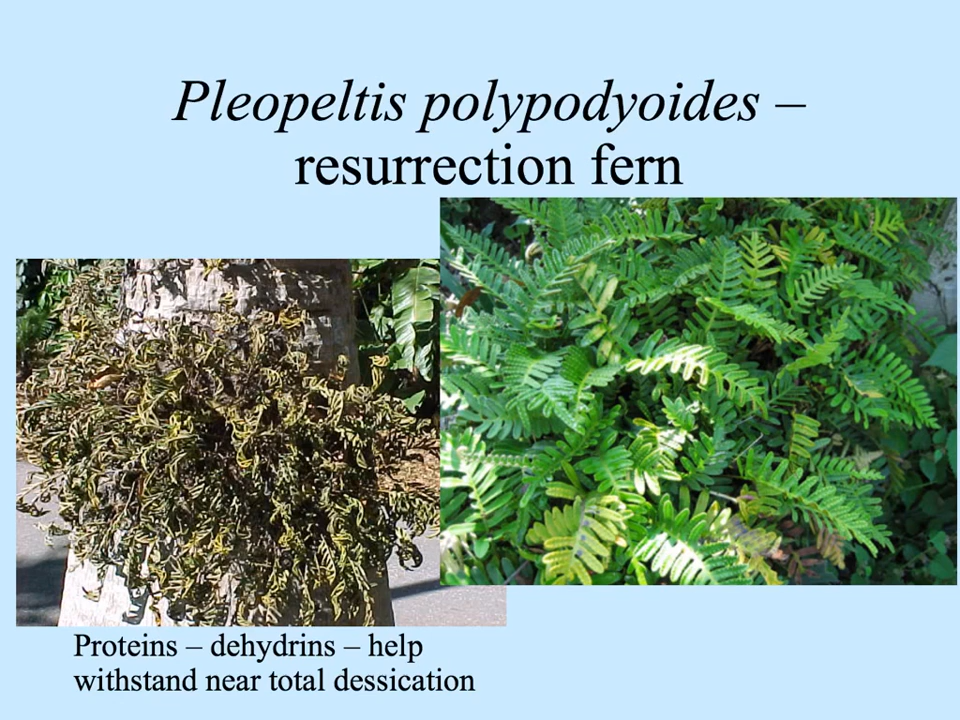 Pleopeltis polypodyoides –
resurrection fern
Proteins – dehydrins – help
withstand near total dessication